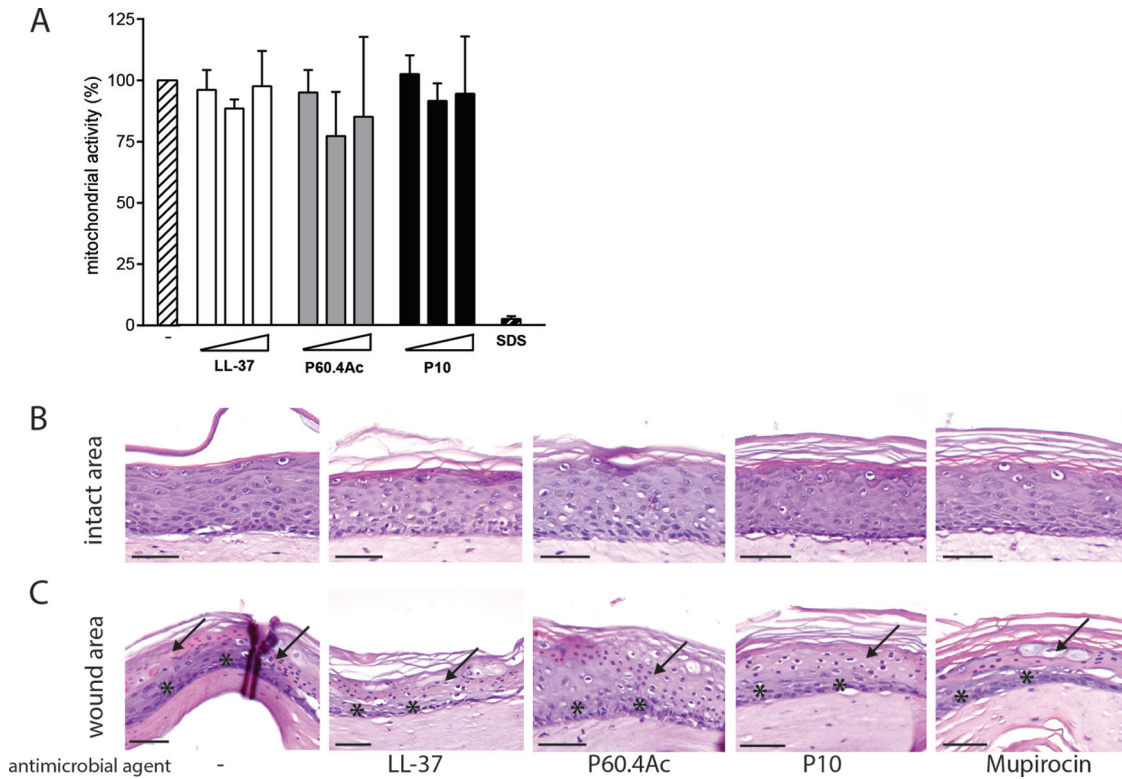 A
mitochondrial activity (%)
125
100
75
50
25
0
-
LL-37
P60.4Ac
P10
SDS
B
intact area
C
wound area
* * * * * * * * * *
antimicrobial agent - LL-37 P60.4Ac P10 Mupirocin